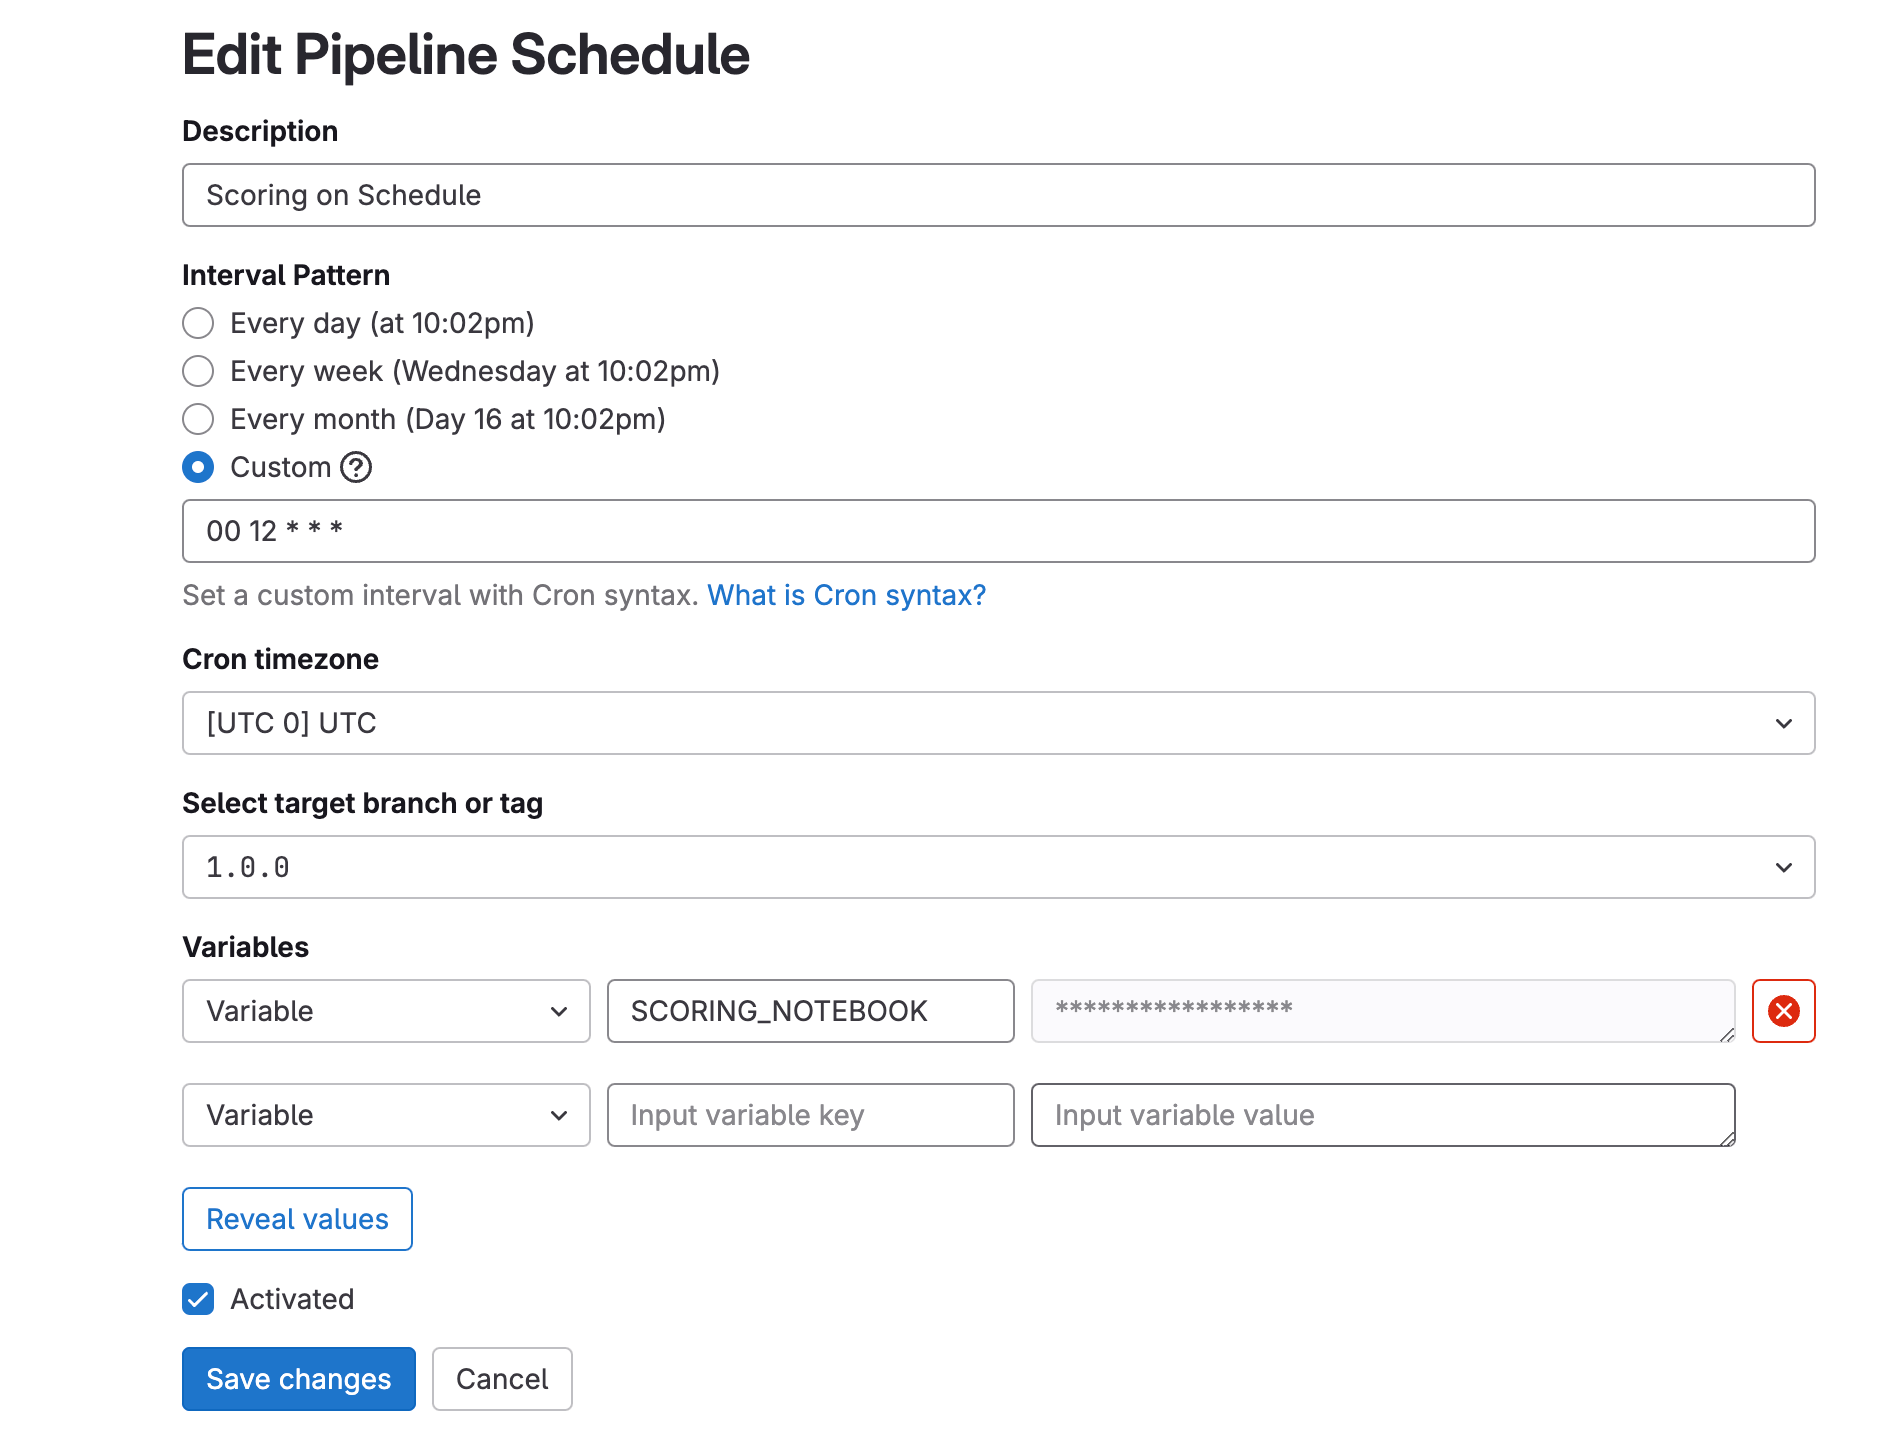 Edit Pipeline Schedule
Description
Scoring on Schedule
Interval Pattern
Every day (at 10:02pm)
Every week (Wednesday at 10:02pm)
Every month (Day 16 at 10:02pm)
Custom
00 12 * * *
Set a custom interval with Cron syntax. What is Cron syntax?
Cron timezone
[UTC 0] UTC
Select target branch or tag
1.0.0
Variables
Variable SCORING_NOTEBOOK *****************
Variable Input variable key Input variable value
Reveal values
Activated
Save changes Cancel